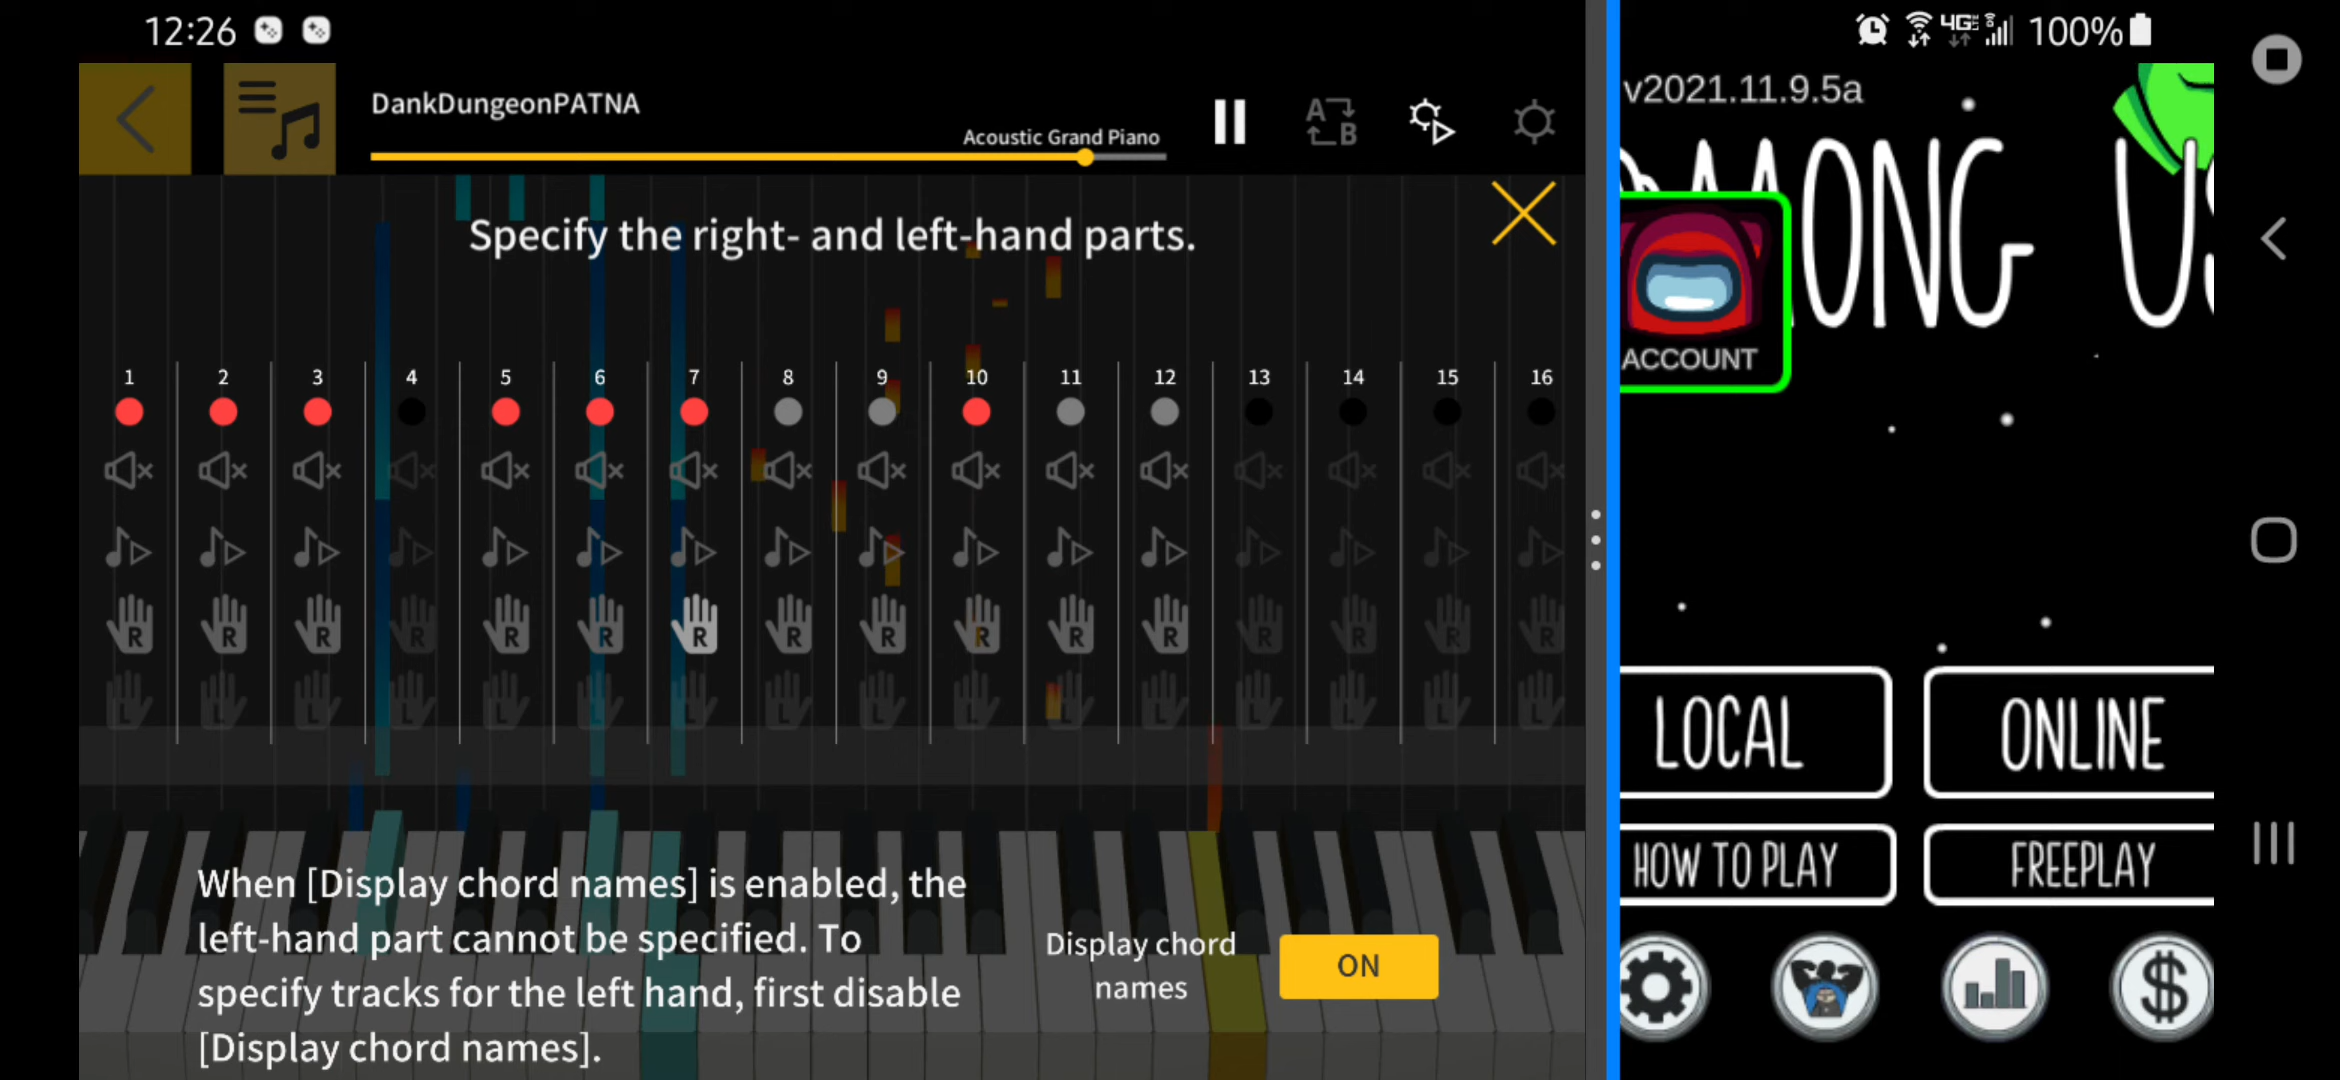 12:26
100%
DankDungeonPATNA
Acoustic Grand Piano
A
B
Specify the right- and left-hand parts.
1 2 3 4 5 6 7 8 9 10 11 12 13 14 15 16
R R R R R R R R R R R R R R R R
L L L L L L L L L L L L L L L L
When [Display chord names] is enabled, the
left-hand part cannot be specified. To
specify tracks for the left hand, first disable
[Display chord names].
Display chord
names
ON
v2021.11.9.5a
MONG US
ACCOUNT
LOCAL
ONLINE
HOW TO PLAY
FREEPLAY
$